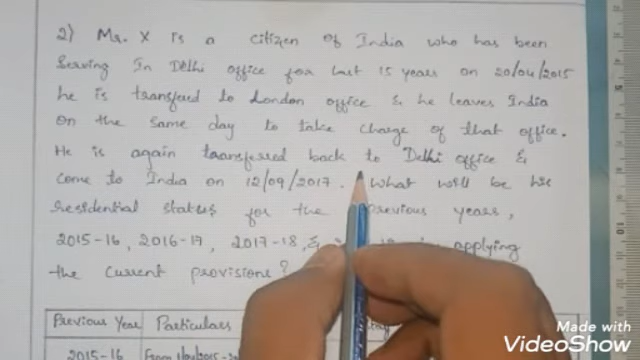 2) Mr. X is a citizen of India who has been
Serving In Delhi office for last 15 years on 20/04/2015
he is transfered to London office & he leaves India
on the same day to take charge of that office.
He is again transferred back to Delhi office &
Come to India on 12/09/2017. What will be his
residential status for the previous years,
2015-16, 2016-17, 2017-18, & applying
the current provisions?
Previous Year Particulars
2015-16
Made with
VideoShow